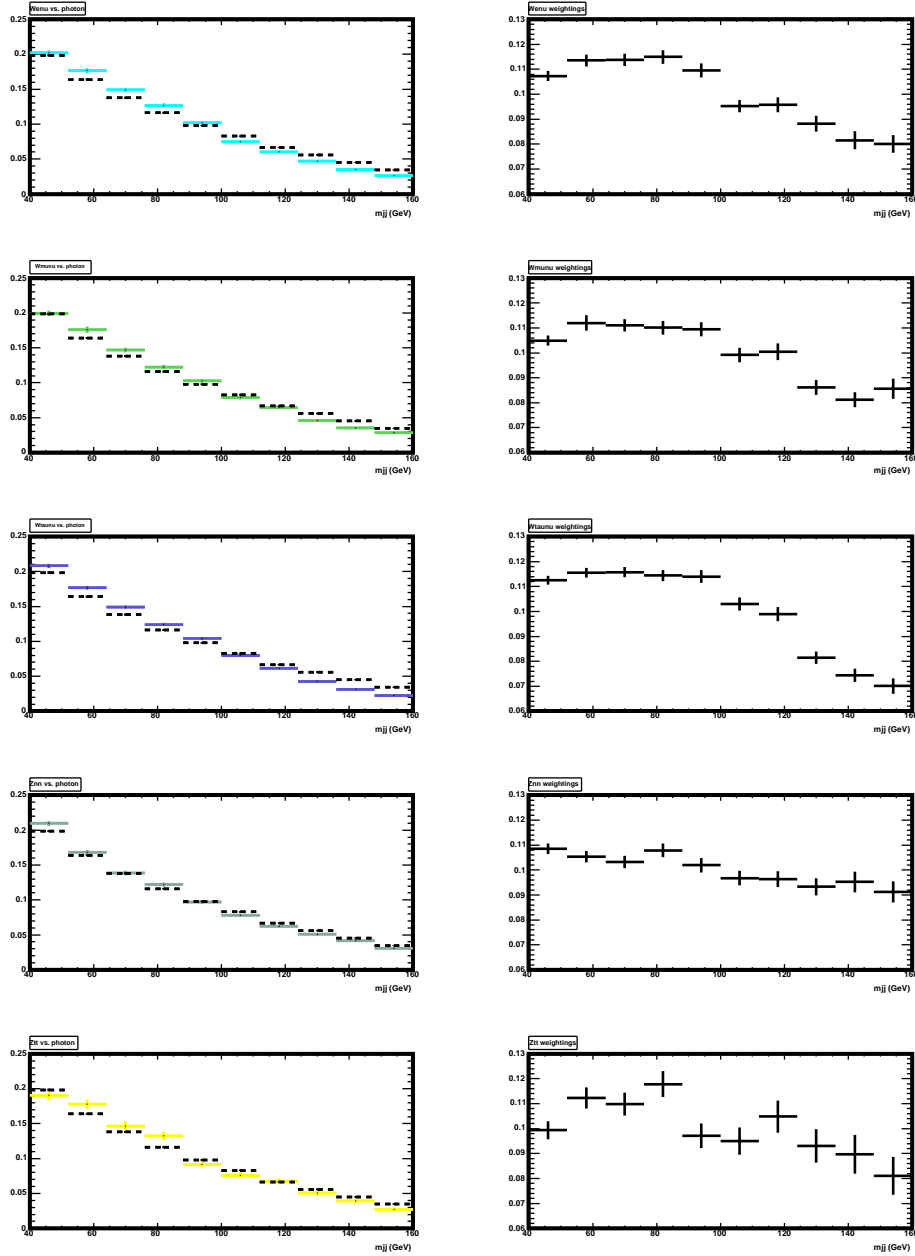 Wenu vs. photon
0.25
0.2
0.15
0.1
0.05
0
40 60 80 100 120 140 160
mjj (GeV)
Wenu weightings
0.13
0.12
0.11
0.1
0.09
0.08
0.07
0.06
40 60 80 100 120 140 160
mjj (GeV)
Wmunu vs. photon
0.25
0.2
0.15
0.1
0.05
0
40 60 80 100 120 140 160
mjj (GeV)
Wmunu weightings
0.13
0.12
0.11
0.1
0.09
0.08
0.07
0.06
40 60 80 100 120 140 160
mjj (GeV)
Wtaunu vs. photon
0.25
0.2
0.15
0.1
0.05
0
40 60 80 100 120 140 160
mjj (GeV)
Wtaunu weightings
0.13
0.12
0.11
0.1
0.09
0.08
0.07
0.06
40 60 80 100 120 140 160
mjj (GeV)
Znn vs. photon
0.25
0.2
0.15
0.1
0.05
0
40 60 80 100 120 140 160
mjj (GeV)
Znn weightings
0.13
0.12
0.11
0.1
0.09
0.08
0.07
0.06
40 60 80 100 120 140 160
mjj (GeV)
Ztt vs. photon
0.25
0.2
0.15
0.1
0.05
0
40 60 80 100 120 140 160
mjj (GeV)
Ztt weightings
0.13
0.12
0.11
0.1
0.09
0.08
0.07
0.06
40 60 80 100 120 140 160
mjj (GeV)